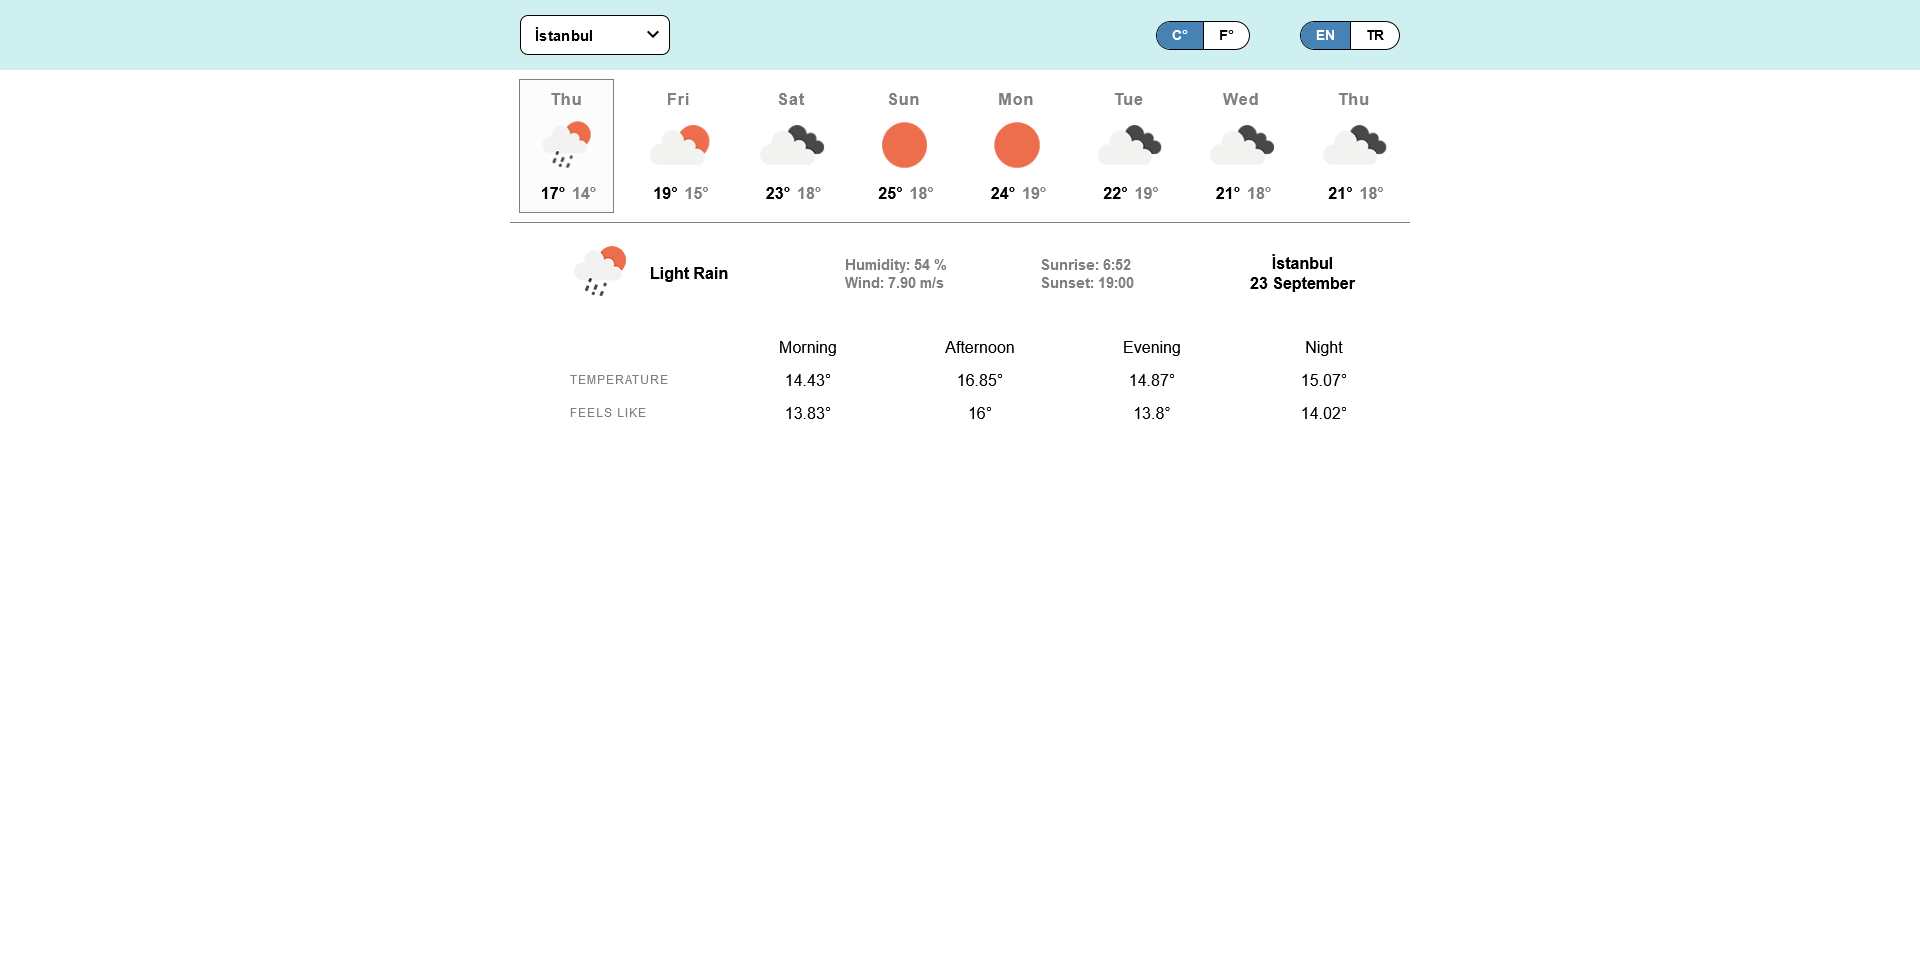 İstanbul
C° F° EN TR
Thu Fri Sat Sun Mon Tue Wed Thu
17° 14° 19° 15° 23° 18° 25° 18° 24° 19° 22° 19° 21° 18° 21° 18°
Light Rain
Humidity: 54 %
Wind: 7.90 m/s
Sunrise: 6:52
Sunset: 19:00
İstanbul
23 September
Morning Afternoon Evening Night
TEMPERATURE 14.43° 16.85° 14.87° 15.07°
FEELS LIKE 13.83° 16° 13.8° 14.02°